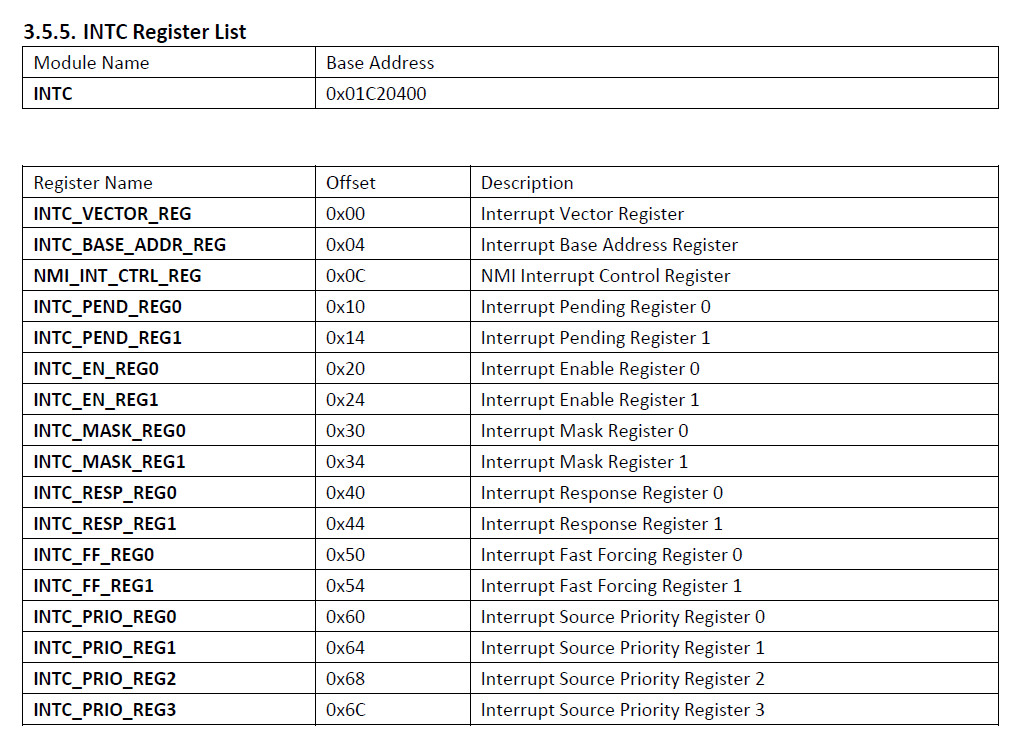 3.5.5. INTC Register List
Module Name Base Address
INTC 0x01C20400
Register Name Offset Description
INTC_VECTOR_REG 0x00 Interrupt Vector Register
INTC_BASE_ADDR_REG 0x04 Interrupt Base Address Register
NMI_INT_CTRL_REG 0x0C NMI Interrupt Control Register
INTC_PEND_REG0 0x10 Interrupt Pending Register 0
INTC_PEND_REG1 0x14 Interrupt Pending Register 1
INTC_EN_REG0 0x20 Interrupt Enable Register 0
INTC_EN_REG1 0x24 Interrupt Enable Register 1
INTC_MASK_REG0 0x30 Interrupt Mask Register 0
INTC_MASK_REG1 0x34 Interrupt Mask Register 1
INTC_RESP_REG0 0x40 Interrupt Response Register 0
INTC_RESP_REG1 0x44 Interrupt Response Register 1
INTC_FF_REG0 0x50 Interrupt Fast Forcing Register 0
INTC_FF_REG1 0x54 Interrupt Fast Forcing Register 1
INTC_PRIO_REG0 0x60 Interrupt Source Priority Register 0
INTC_PRIO_REG1 0x64 Interrupt Source Priority Register 1
INTC_PRIO_REG2 0x68 Interrupt Source Priority Register 2
INTC_PRIO_REG3 0x6C Interrupt Source Priority Register 3